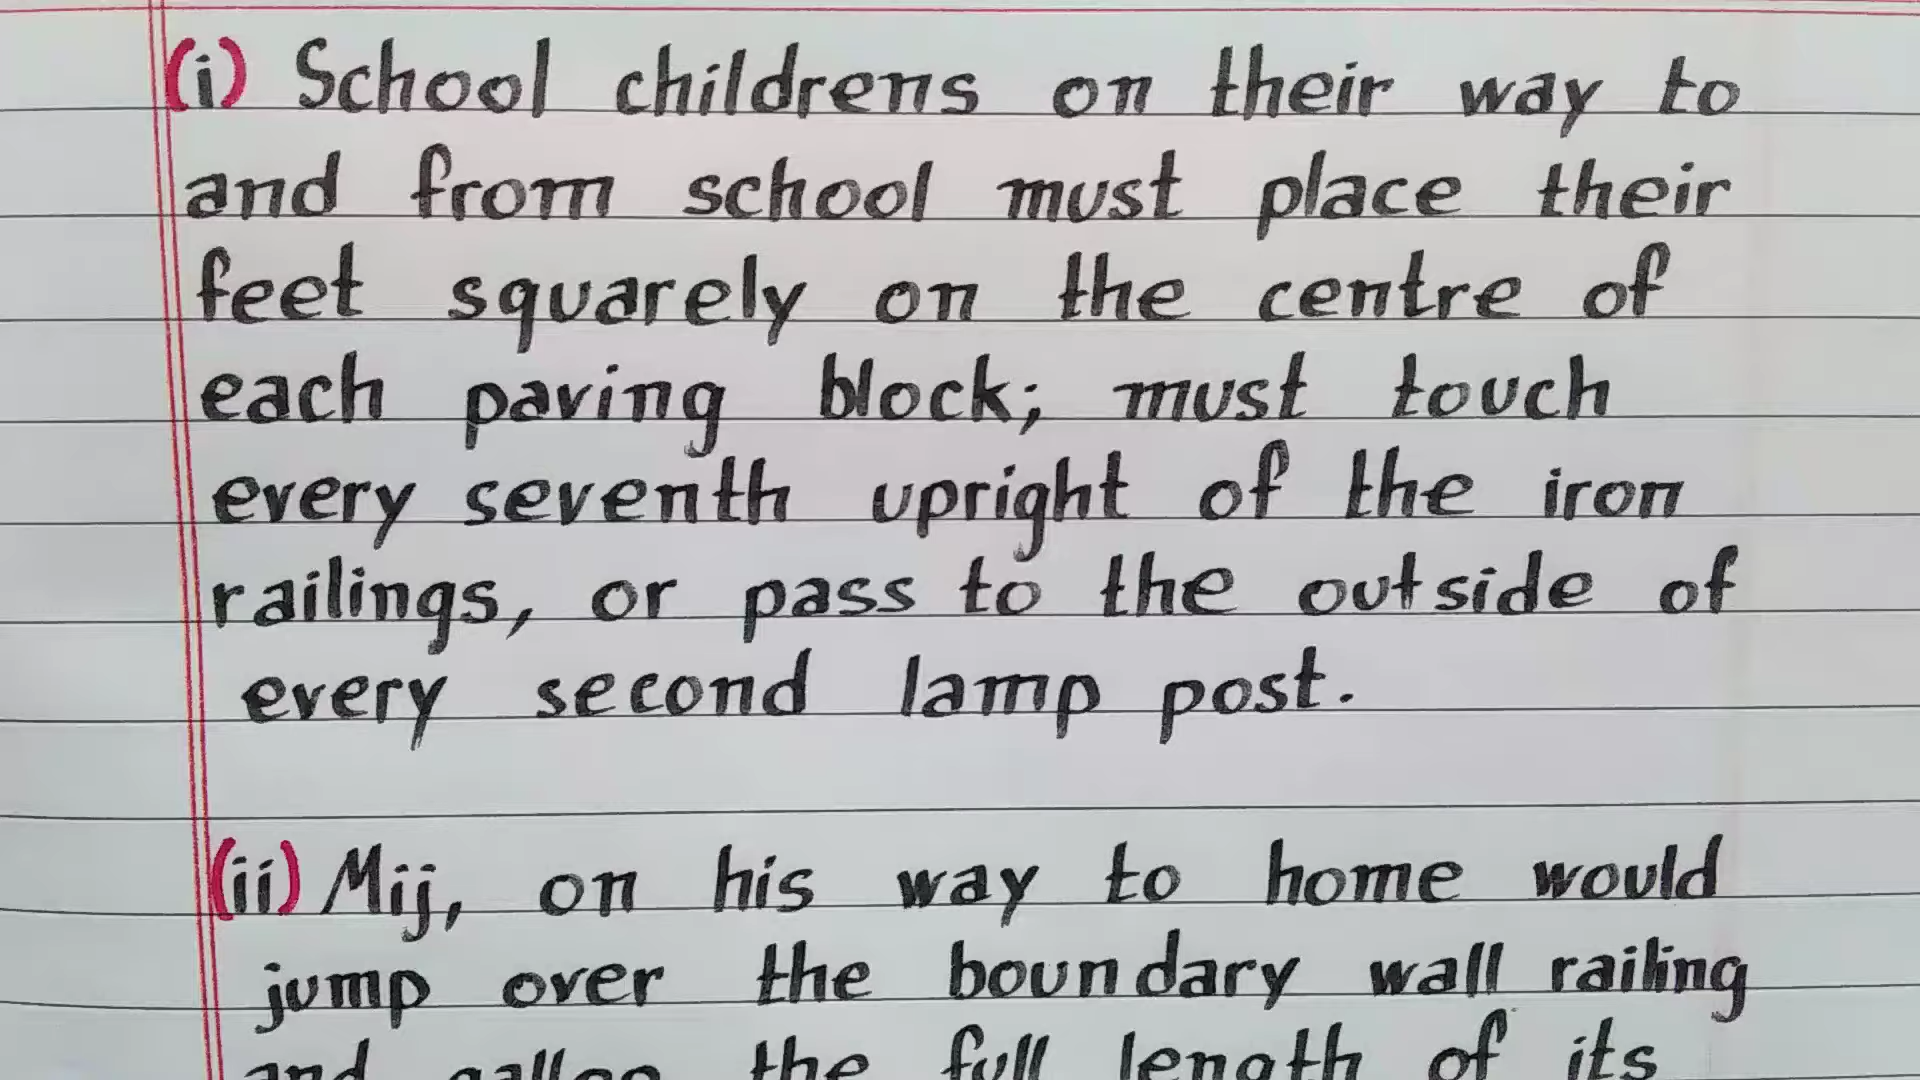 (i) School childrens on their way to
and from school must place their
feet squarely on the centre of
each paving block; must touch
every seventh upright of the iron
railings, or pass to the outside of
every second lamp post.
(ii) Mij, on his way to home would
jump over the boundary wall railing
and gallop the full length of its